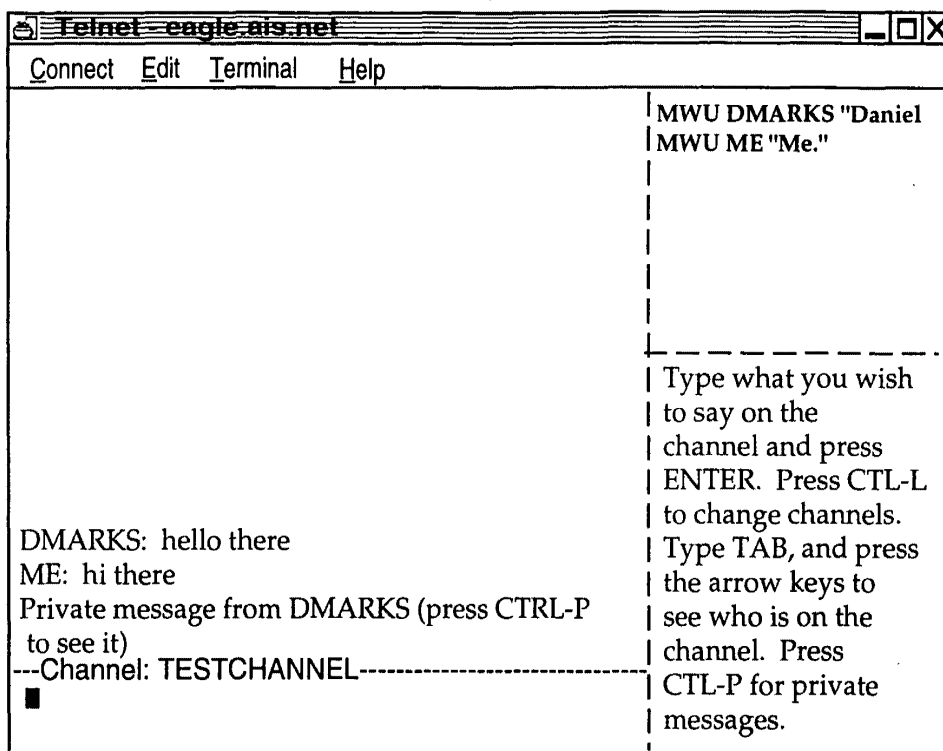 Telnet - eagle.ais.net
Connect Edit Terminal Help
MWU DMARKS "Daniel
MWU ME "Me."
DMARKS: hello there
ME: hi there
Private message from DMARKS (press CTRL-P
to see it)
---Channel: TESTCHANNEL---------------------------
Type what you wish
to say on the
channel and press
ENTER. Press CTL-L
to change channels.
Type TAB, and press
the arrow keys to
see who is on the
channel. Press
CTL-P for private
messages.